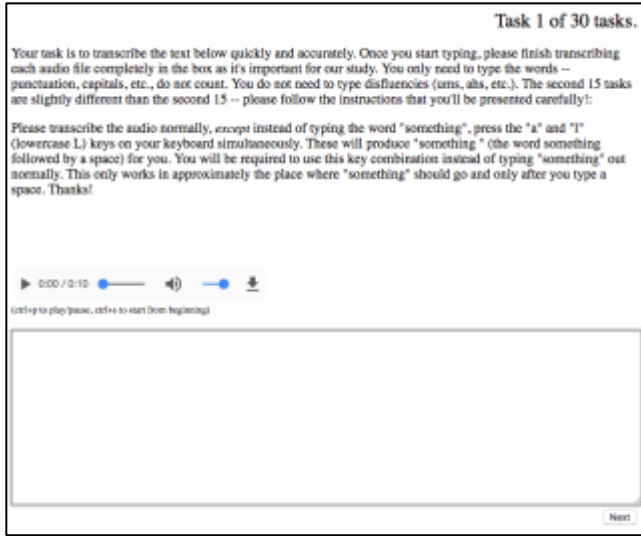 Task 1 of 30 tasks.
Your task is to transcribe the text below quickly and accurately. Once you start typing, please finish transcribing
each audio file completely in the box as it's important for our study. You only need to type the words --
punctuation, capitals, etc., do not count. You do not need to type disfluencies (ums, ahs, etc.). The second 15 tasks
are slightly different than the second 15 -- please follow the instructions that you'll be presented carefully!:
Please transcribe the audio normally, except instead of typing the word "something", press the "a" and "l"
(lowercase L) keys on your keyboard simultaneously. These will produce "something " (the word something
followed by a space) for you. You will be required to use this key combination instead of typing "something" out
normally. This only works in approximately the place where "something" should go and only after you type a
space. Thanks!
0:00 / 0:10
(ctrl+p to play/pause, ctrl+s to start from beginning)
Next